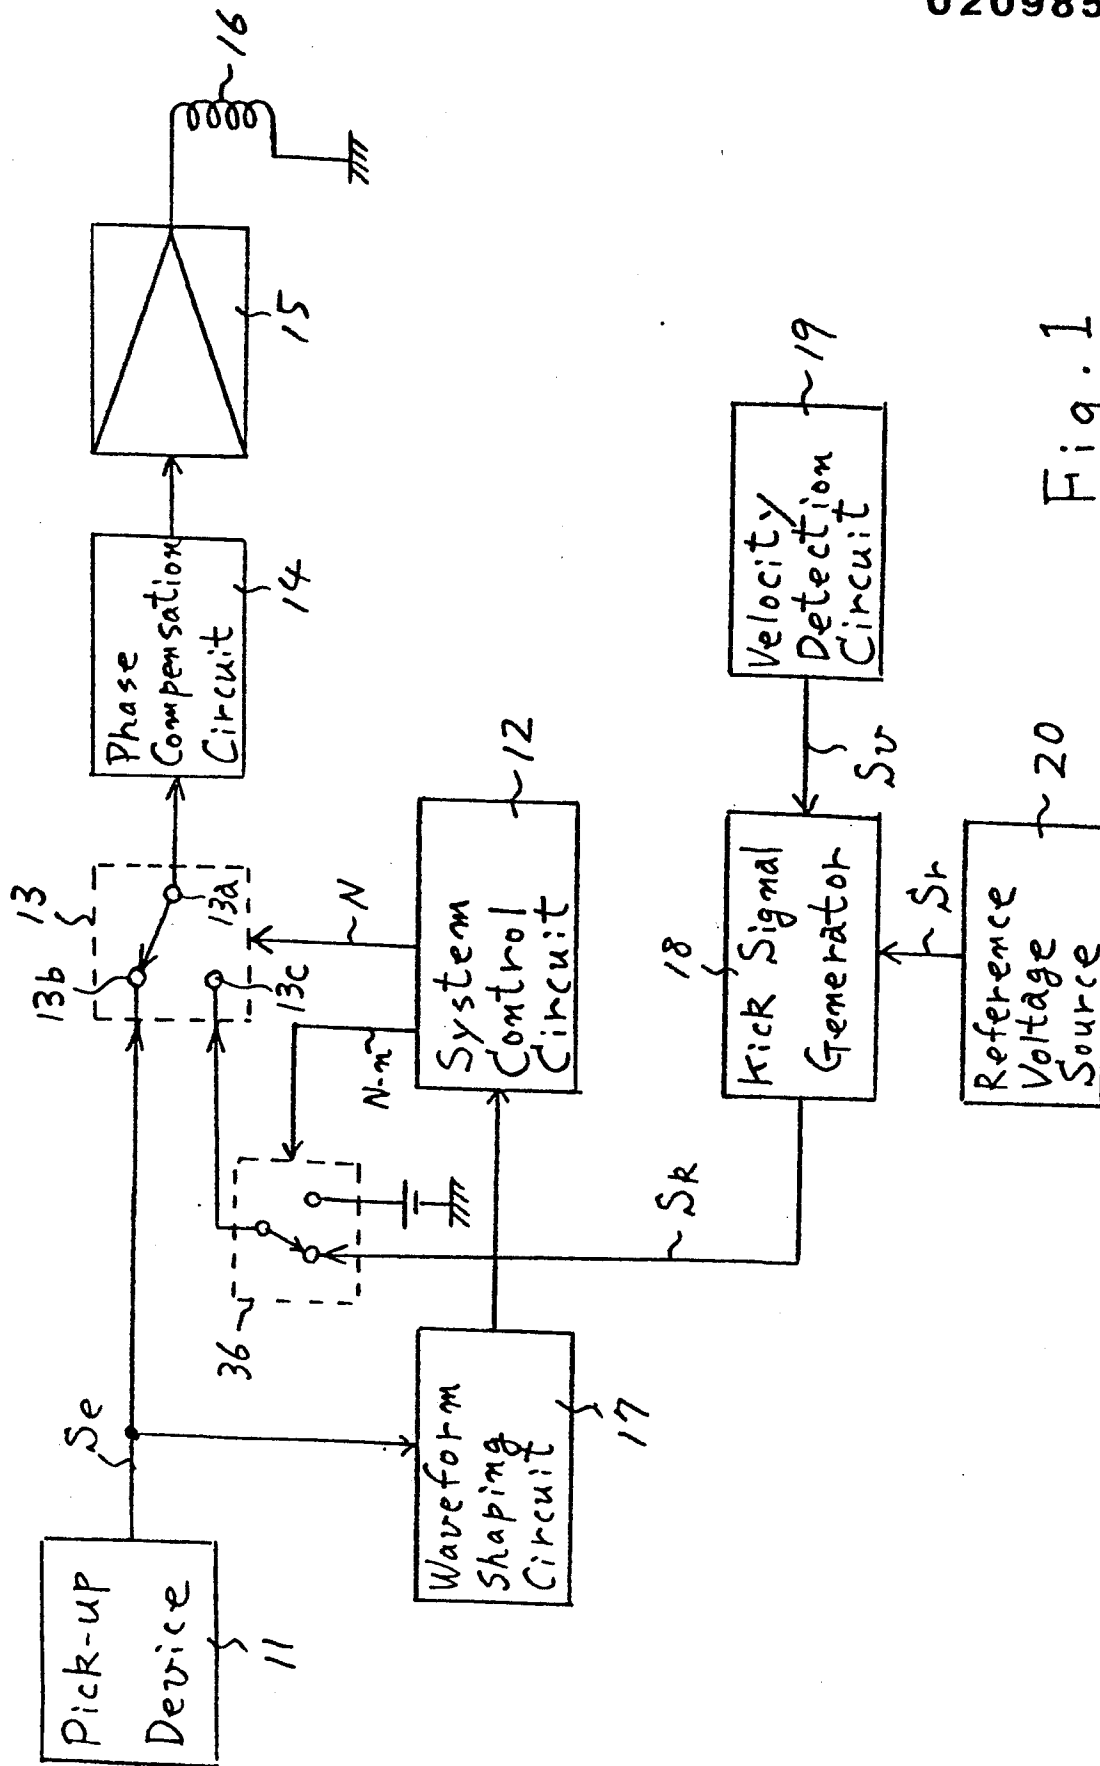 020985
Pick-up
Device
11
Se
13
13b
13a
13c
Phase
Compensation
Circuit
14
15
16
36
N-n
N
System
Control
Circuit
12
Waveform
Shaping
Circuit
17
Sk
18
Kick Signal
Generator
Sv
Velocity
Detection
Circuit
19
Sr
Reference
Voltage
Source
20
Fig. 1